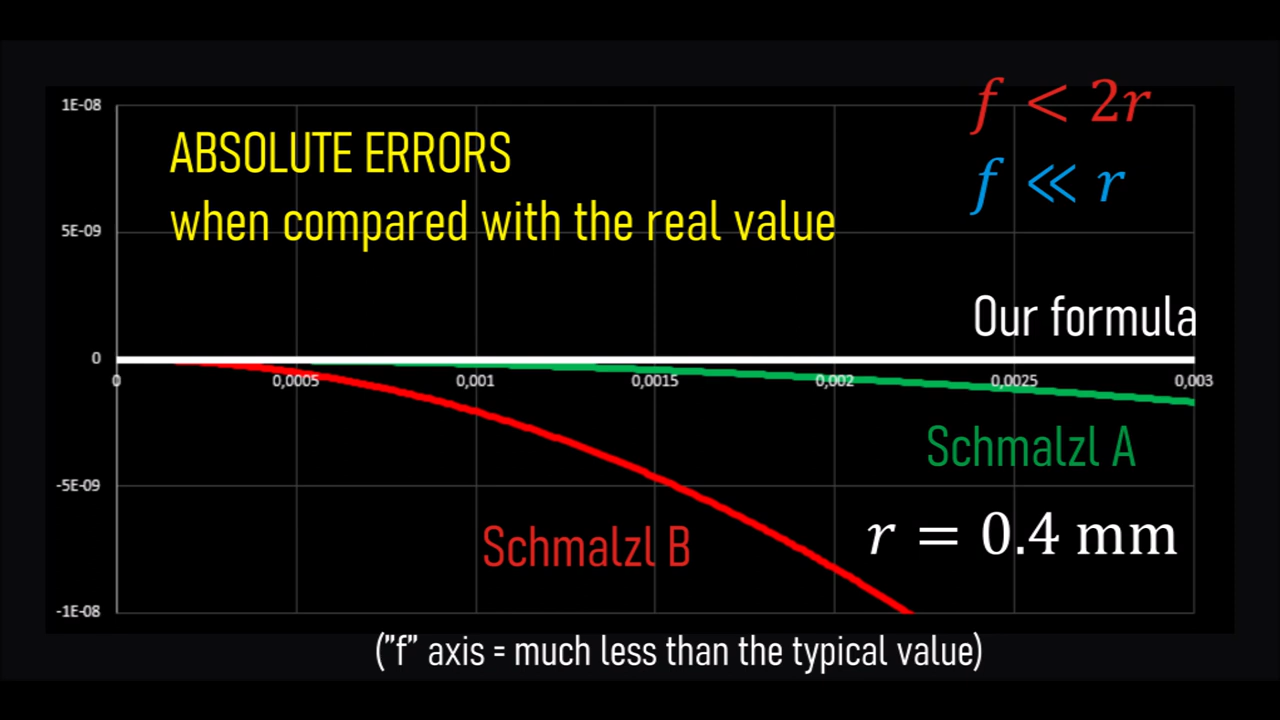 f < 2r
f ≪ r
1E-08
ABSOLUTE ERRORS
when compared with the real value
5E-09
Our formula
0
0 0,0005 0,001 0,0015 0,002 0,0025 0,003
Schmalzl A
-5E-09
Schmalzl B
r = 0.4 mm
-1E-08
("f" axis = much less than the typical value)